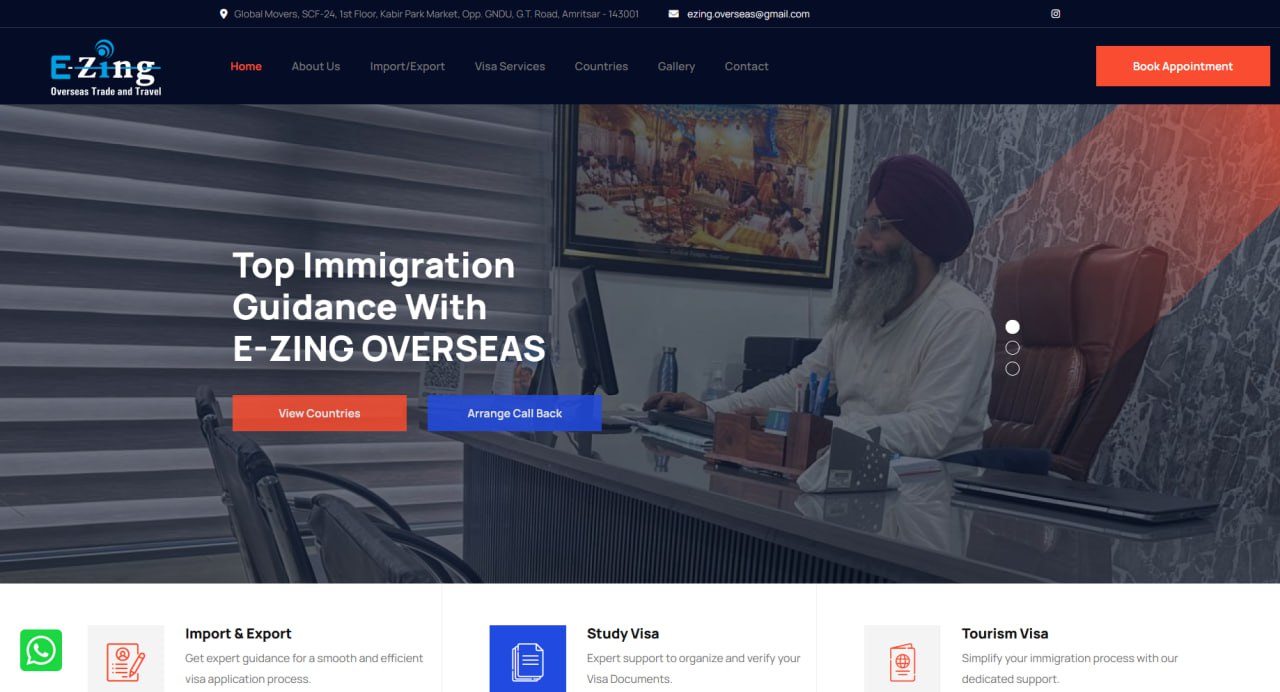 Global Movers, SCF-24, 1st Floor, Kabir Park Market, Opp. GNDU, G.T. Road, Amritsar - 143001
ezing.overseas@gmail.com
E-Zing
Overseas Trade and Travel
Home
About Us
Import/Export
Visa Services
Countries
Gallery
Contact
Book Appointment
Top Immigration
Guidance With
E-ZING OVERSEAS
View Countries
Arrange Call Back
Import & Export
Get expert guidance for a smooth and efficient
visa application process.
Study Visa
Expert support to organize and verify your
Visa Documents.
Tourism Visa
Simplify your immigration process with our
dedicated support.